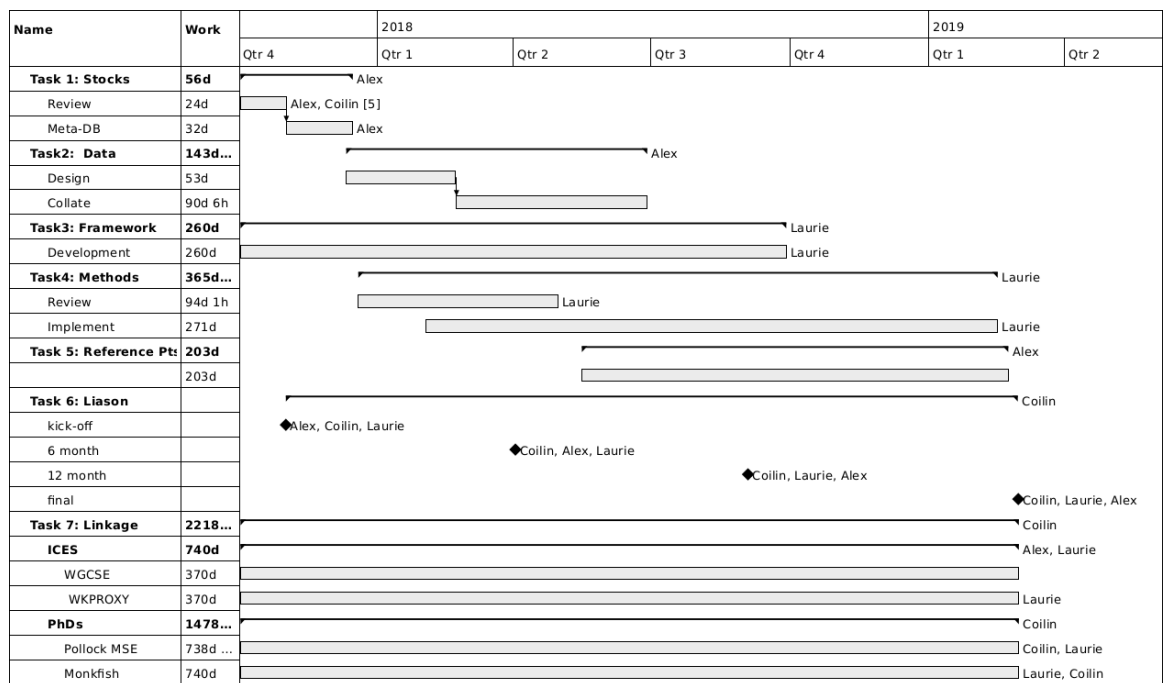 Name Work 2018 2019
Qtr 4 Qtr 1 Qtr 2 Qtr 3 Qtr 4 Qtr 1 Qtr 2
Task 1: Stocks 56d Alex
Review 24d Alex, Coilin [5]
Meta-DB 32d Alex
Task2: Data 143d... Alex
Design 53d
Collate 90d 6h
Task3: Framework 260d Laurie
Development 260d Laurie
Task4: Methods 365d... Laurie
Review 94d 1h Laurie
Implement 271d Laurie
Task 5: Reference Pts 203d Alex
203d
Task 6: Liason Coilin
kick-off Alex, Coilin, Laurie
6 month Coilin, Alex, Laurie
12 month Coilin, Laurie, Alex
final Coilin, Laurie, Alex
Task 7: Linkage 2218... Coilin
ICES 740d Alex, Laurie
WGCSE 370d
WKPROXY 370d Laurie
PhDs 1478... Coilin
Pollock MSE 738d ... Coilin, Laurie
Monkfish 740d Laurie, Coilin